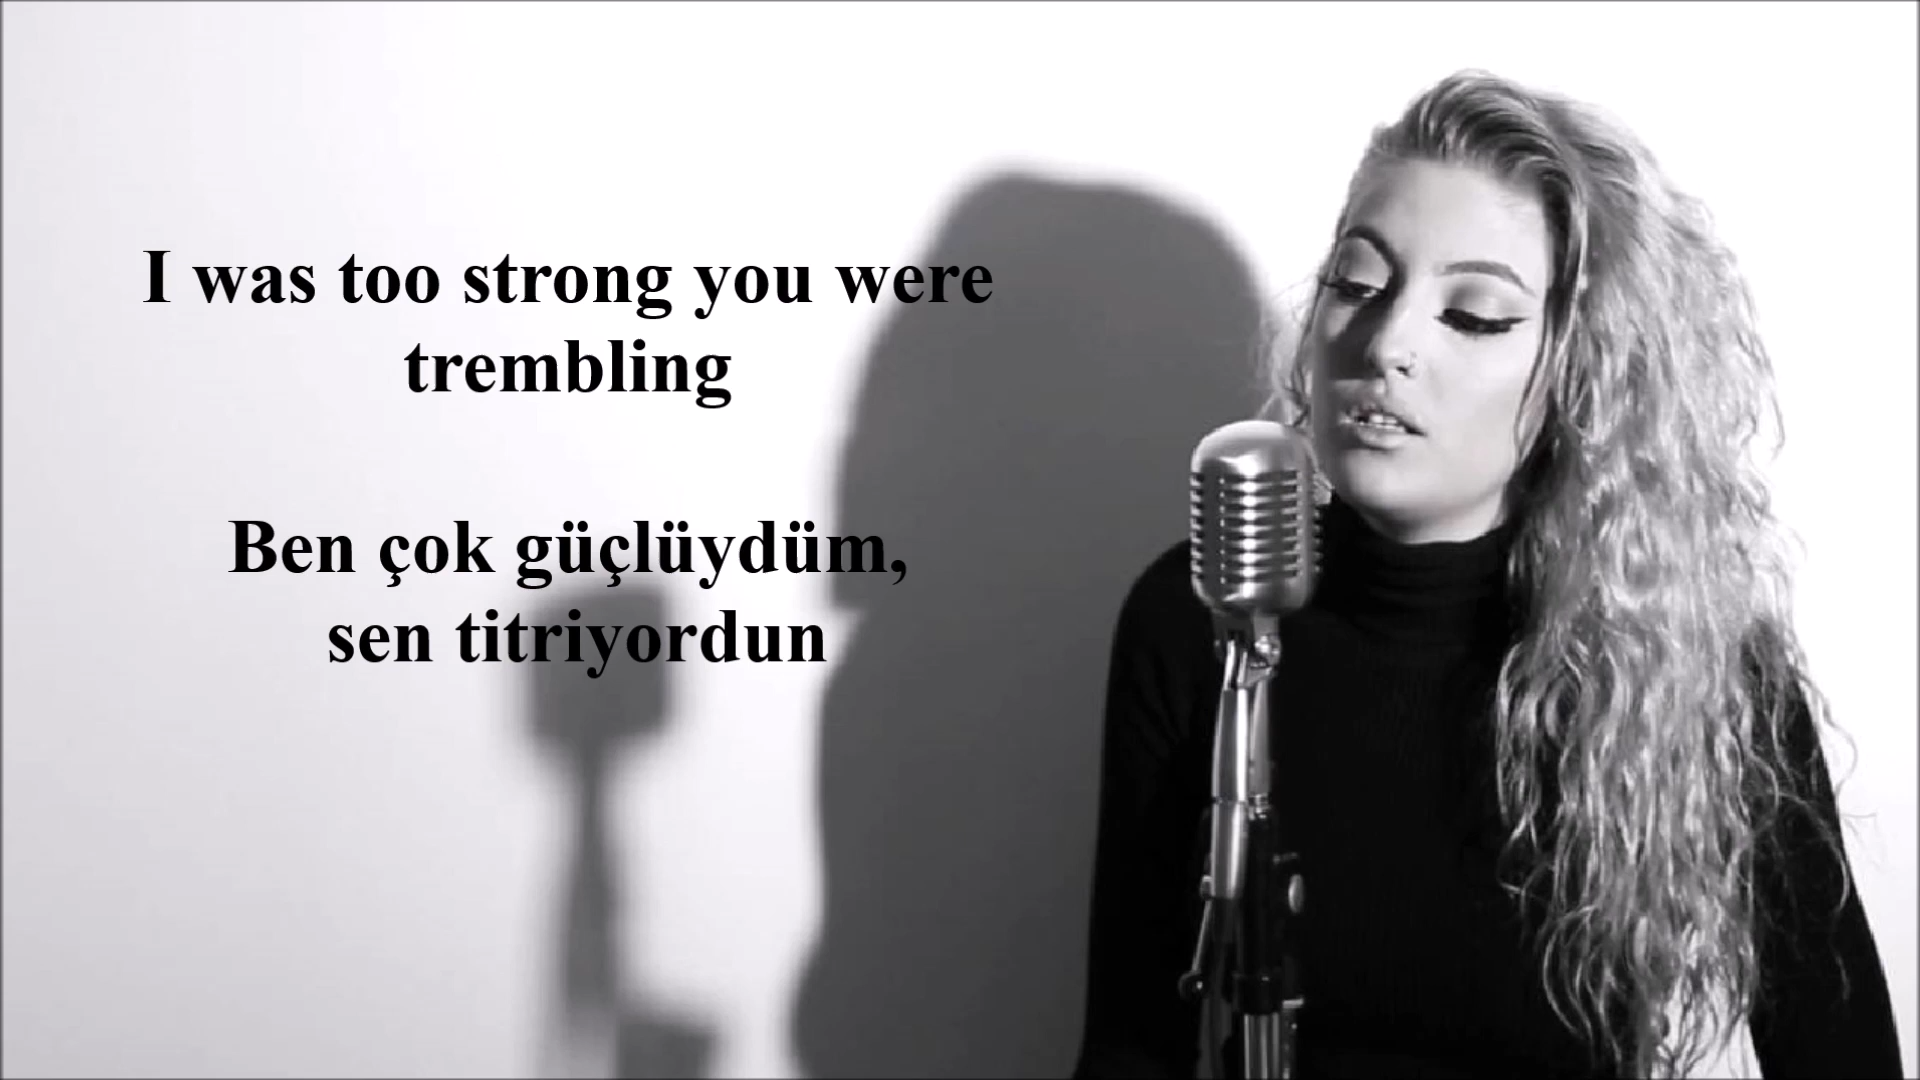 I was too strong you were
trembling
Ben çok güçlüydüm,
sen titriyordun